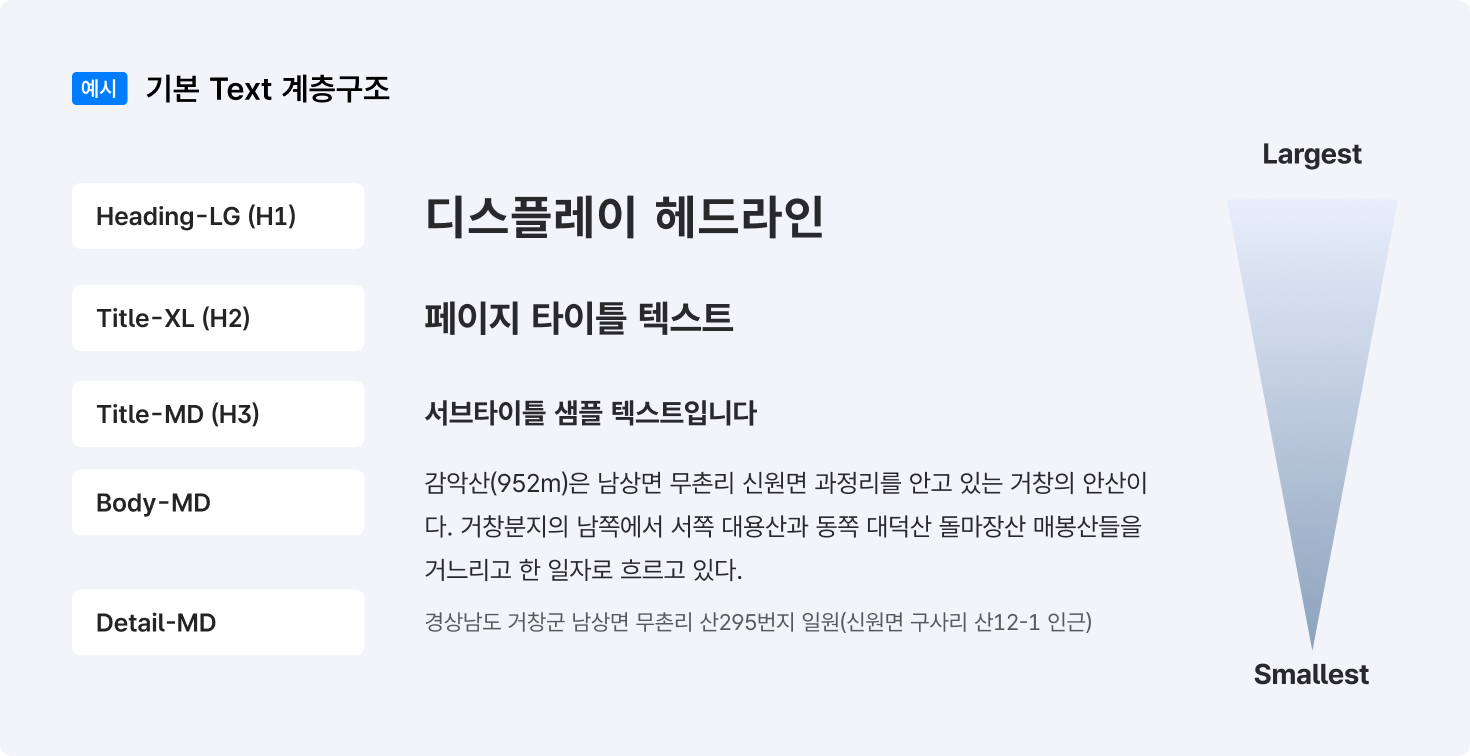 예시 기본 Text 계층구조
Largest
Heading-LG (H1) 디스플레이 헤드라인
Title-XL (H2) 페이지 타이틀 텍스트
Title-MD (H3) 서브타이틀 샘플 텍스트입니다
Body-MD 감악산(952m)은 남상면 무촌리 신원면 과정리를 안고 있는 거창의 안산이
다. 거창분지의 남쪽에서 서쪽 대용산과 동쪽 대덕산 돌마장산 매봉산들을
거느리고 한 일자로 흐르고 있다.
Detail-MD 경상남도 거창군 남상면 무촌리 산295번지 일원(신원면 구사리 산12-1 인근)
Smallest